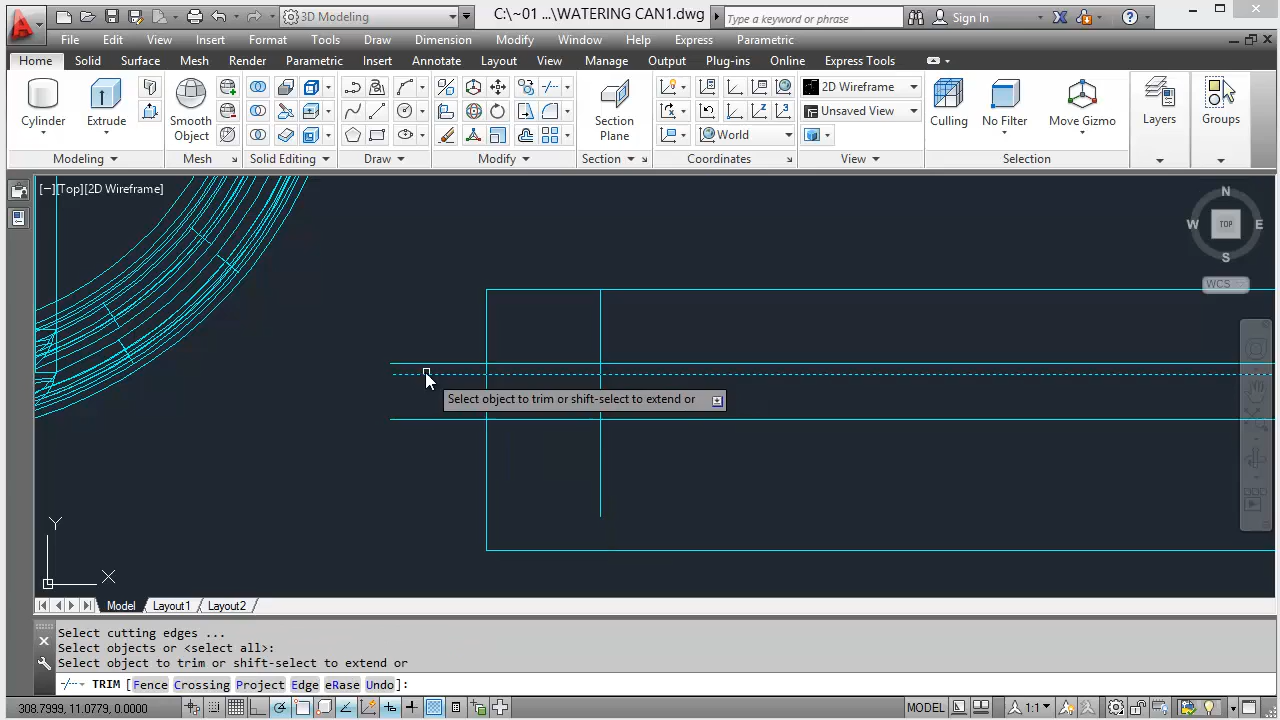 3D Modeling
C:\~01 ...\WATERING CAN1.dwg
Type a keyword or phrase
Sign In
File Edit View Insert Format Tools Draw Dimension Modify Window Help Express Parametric
Home Solid Surface Mesh Render Parametric Insert Annotate Layout View Manage Output Plug-ins Online Express Tools
Cylinder Extrude Smooth Object Section Plane World 2D Wireframe Unsaved View Culling No Filter Move Gizmo Layers Groups
Modeling Mesh Solid Editing Draw Modify Section Coordinates View Selection
[−][Top][2D Wireframe]
N
W TOP E
S
WCS
Select object to trim or shift-select to extend or
Y
X
Model Layout1 Layout2
Select cutting edges ...
Select objects or <select all>:
Select object to trim or shift-select to extend or
TRIM [Fence Crossing Project Edge eRase Undo]:
308.7999, 11.0779, 0.0000 MODEL 1:1